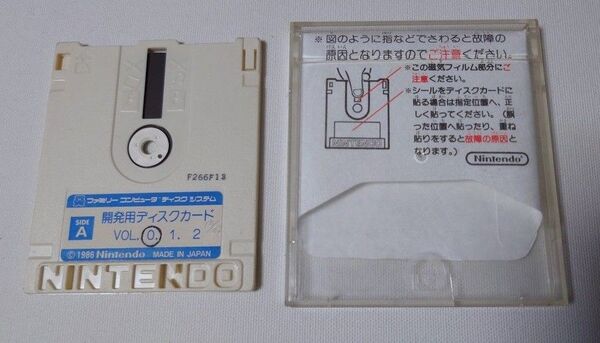 F266F13
ファミリー コンピュータ ディスク システム
SIDE A
開発用ディスクカード
VOL. 0. 1. 2
©1986 Nintendo MADE IN JAPAN
NINTENDO
※図のように指などでさわると故障の
原因となりますのでご注意ください。
※この磁気フィルム部分にご
注意ください。
※シールをディスクカードに
貼る場合は指定位置へ、正
しく貼ってください。(誤
った位置へ貼ったり、重ね
貼りをすると故障の原因と
なります。)
NINTENDO
Nintendo